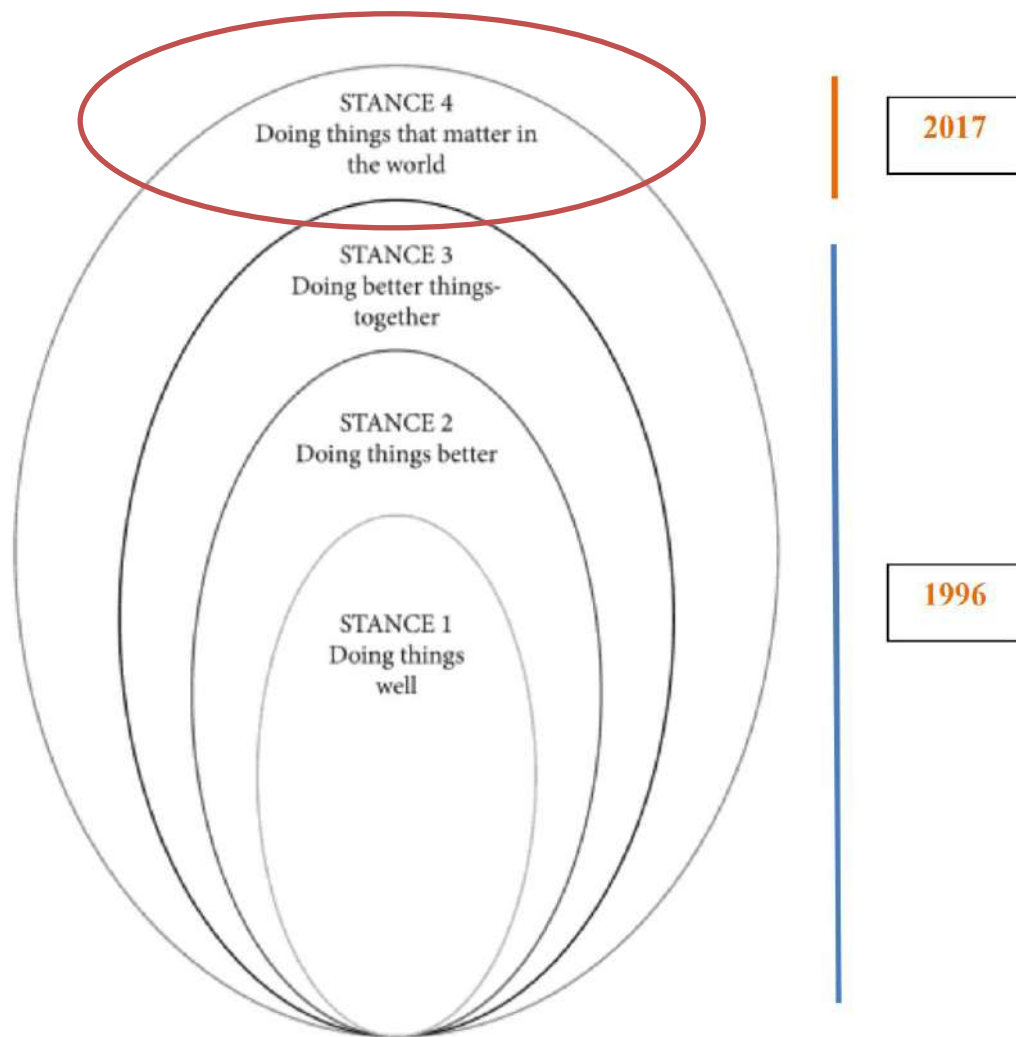 STANCE 4
Doing things that matter in
the world
2017
STANCE 3
Doing better things-
together
STANCE 2
Doing things better
1996
STANCE 1
Doing things
well